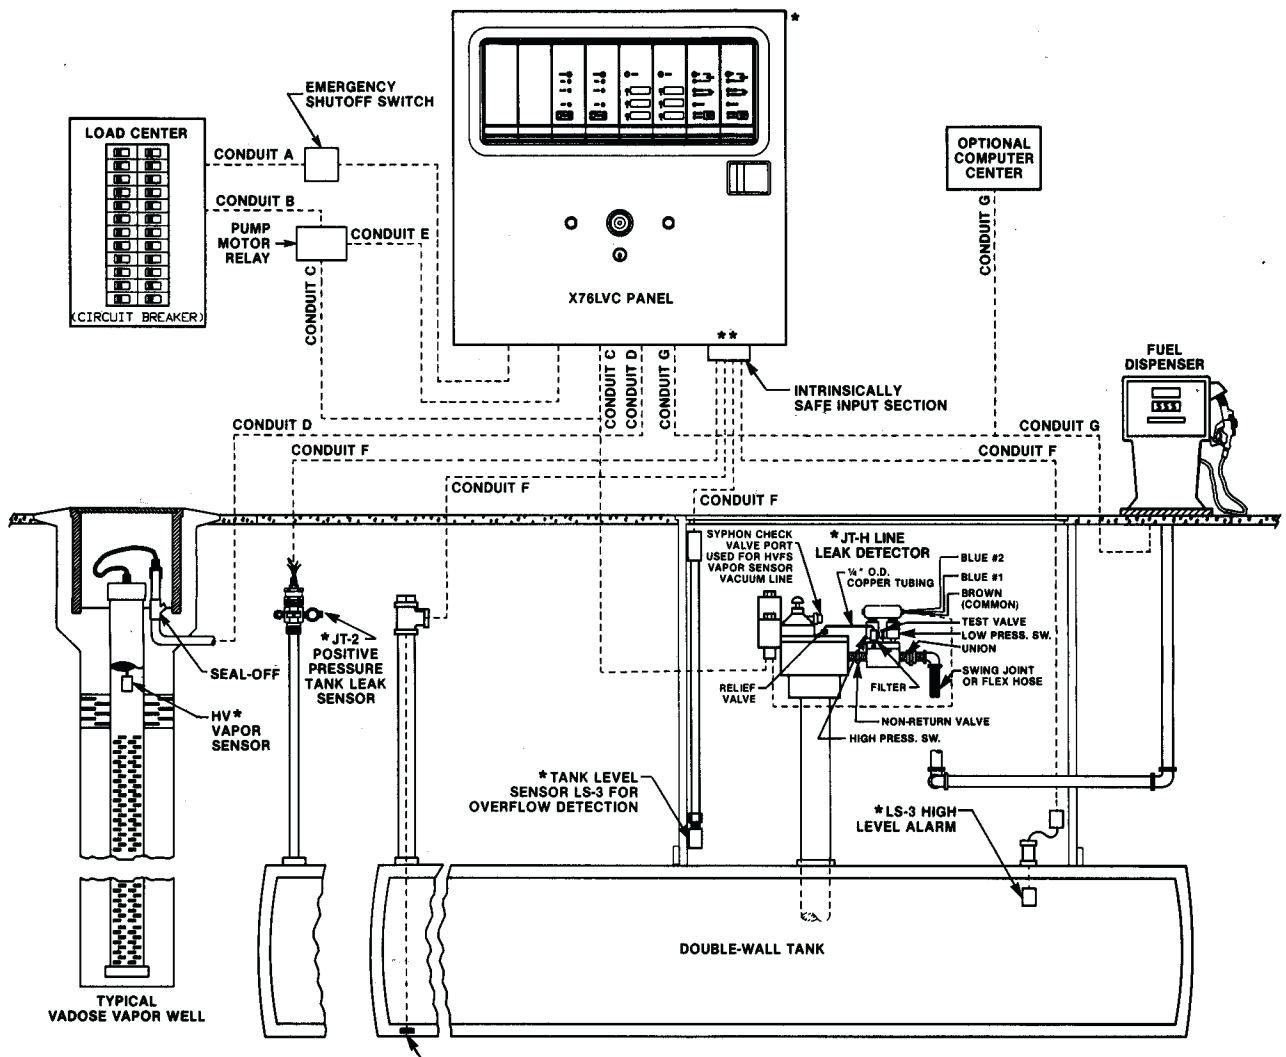 *
EMERGENCY
SHUTOFF SWITCH
LOAD CENTER
CONDUIT A
CONDUIT B
PUMP
MOTOR
RELAY
CONDUIT E
CONDUIT C
(CIRCUIT BREAKER)
X76LVC PANEL
**
OPTIONAL
COMPUTER
CENTER
CONDUIT G
INTRINSICALLY
SAFE INPUT SECTION
CONDUIT C
CONDUIT D
CONDUIT G
FUEL
DISPENSER
$$$
CONDUIT D
CONDUIT F
CONDUIT F
CONDUIT F
CONDUIT G
CONDUIT F
SYPHON CHECK
VALVE PORT
USED FOR HVFS
VAPOR SENSOR
VACUUM LINE
*JT-H LINE
LEAK DETECTOR
¼" O.D.
COPPER TUBING
BLUE #2
BLUE #1
BROWN
(COMMON)
TEST VALVE
LOW PRESS. SW.
UNION
SWING JOINT
OR FLEX HOSE
FILTER
RELIEF
VALVE
NON-RETURN VALVE
HIGH PRESS. SW.
SEAL-OFF
HV*
VAPOR
SENSOR
*JT-2
POSITIVE
PRESSURE
TANK LEAK
SENSOR
*TANK LEVEL
SENSOR LS-3 FOR
OVERFLOW DETECTION
*LS-3 HIGH
LEVEL ALARM
DOUBLE-WALL TANK
TYPICAL
VADOSE VAPOR WELL